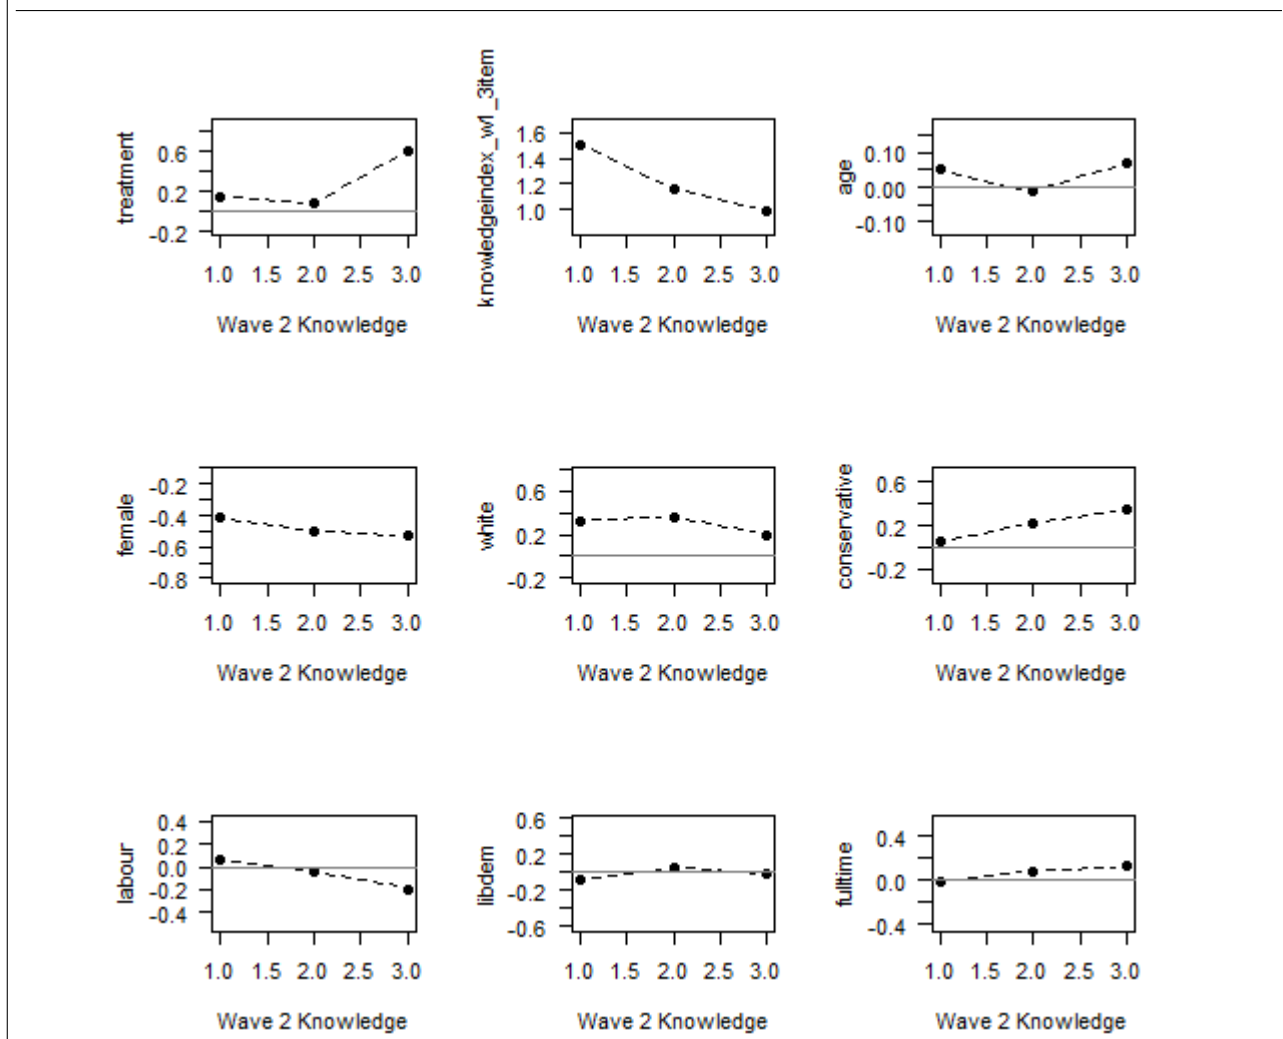 treatment
0.6
0.2
-0.2
1.0 1.5 2.0 2.5 3.0
Wave 2 Knowledge
knowledgeindex_w1_3item
1.6
1.4
1.2
1.0
1.0 1.5 2.0 2.5 3.0
Wave 2 Knowledge
age
0.10
0.00
-0.10
1.0 1.5 2.0 2.5 3.0
Wave 2 Knowledge
female
-0.2
-0.4
-0.6
-0.8
1.0 1.5 2.0 2.5 3.0
Wave 2 Knowledge
white
0.6
0.2
-0.2
1.0 1.5 2.0 2.5 3.0
Wave 2 Knowledge
conservative
0.6
0.2
-0.2
1.0 1.5 2.0 2.5 3.0
Wave 2 Knowledge
labour
0.4
0.2
0.0
-0.2
-0.4
1.0 1.5 2.0 2.5 3.0
Wave 2 Knowledge
libdem
0.6
0.2
-0.2
-0.6
1.0 1.5 2.0 2.5 3.0
Wave 2 Knowledge
fulltime
0.4
0.0
-0.4
1.0 1.5 2.0 2.5 3.0
Wave 2 Knowledge